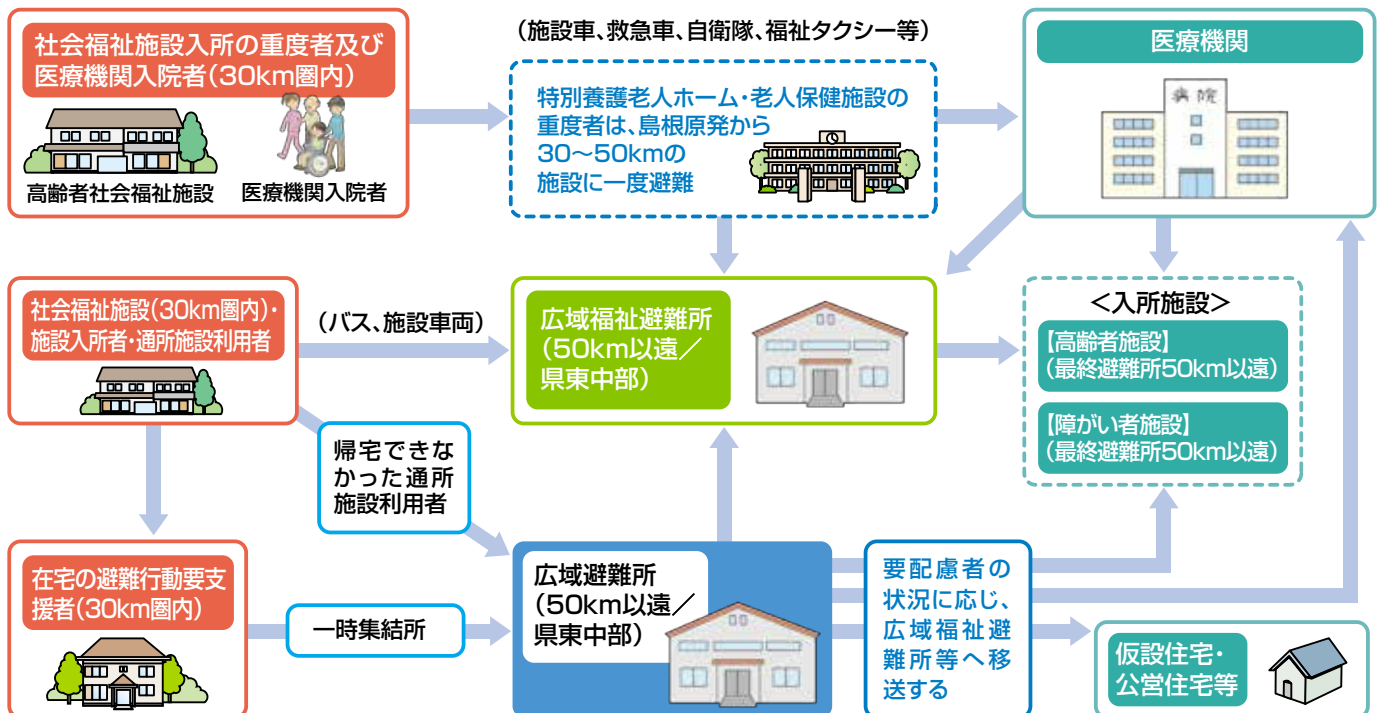 社会福祉施設入所の重度者及び
医療機関入院者(30km圏内)
高齢者社会福祉施設
医療機関入院者
(施設車、救急車、自衛隊、福祉タクシー等)
特別養護老人ホーム・老人保健施設の
重度者は、島根原発から
30〜50kmの
施設に一度避難
医療機関
病院
社会福祉施設(30km圏内)・
施設入所者・通所施設利用者
(バス、施設車両)
広域福祉避難所
(50km以遠／
県東中部)
＜入所施設＞
【高齢者施設】
(最終避難所50km以遠)
【障がい者施設】
(最終避難所50km以遠)
帰宅できな
かった通所
施設利用者
在宅の避難行動要支
援者(30km圏内)
一時集結所
広域避難所
(50km以遠／
県東中部)
要配慮者の
状況に応じ、
広域福祉避
難所等へ移
送する
仮設住宅・
公営住宅等